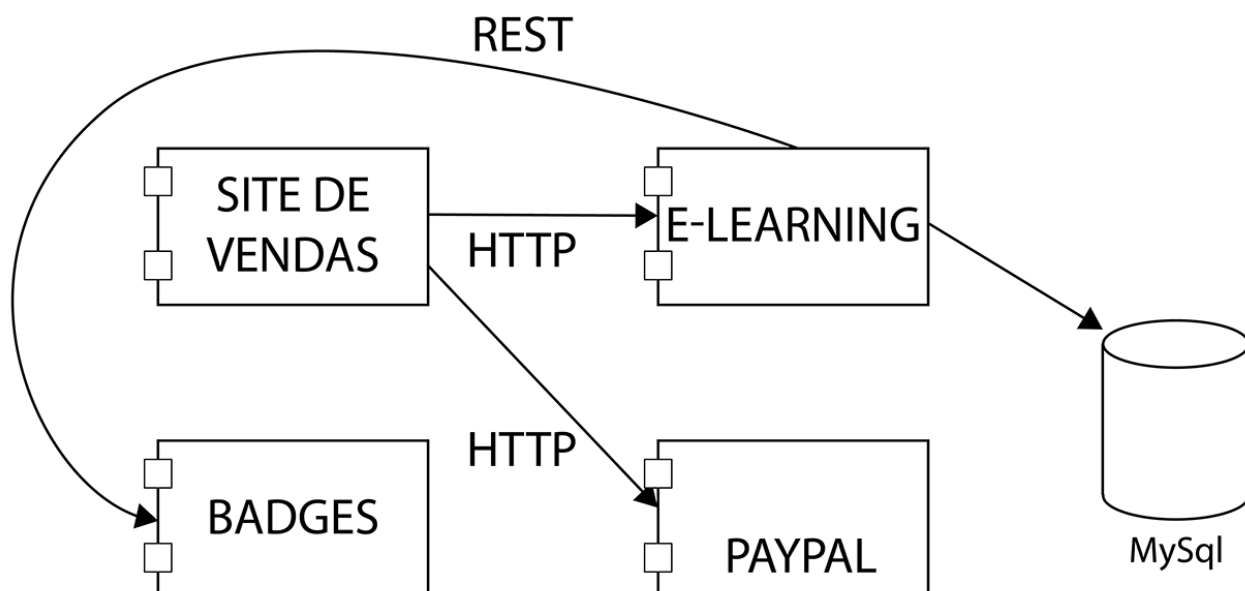 REST
SITE DE
VENDAS
HTTP
E-LEARNING
HTTP
BADGES
PAYPAL
MySql